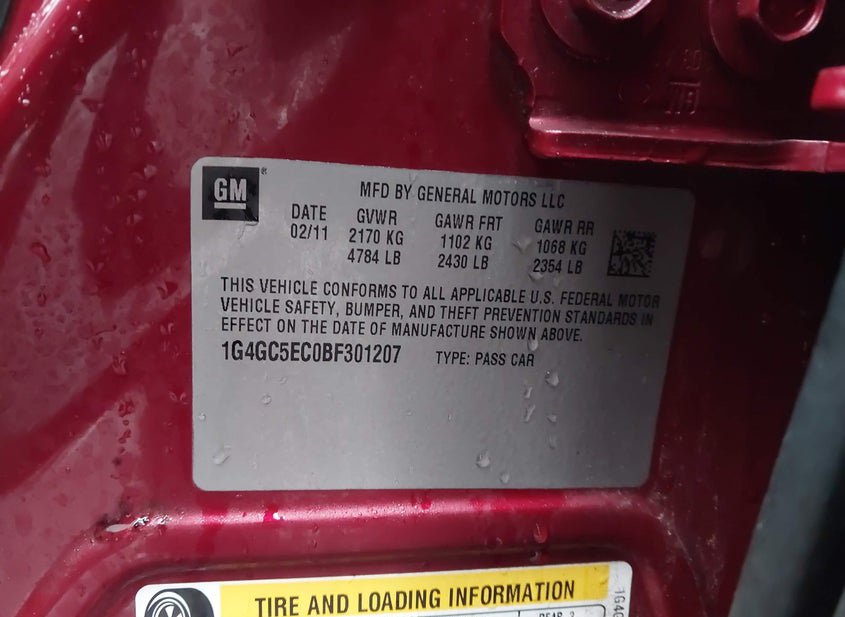 GM
MFD BY GENERAL MOTORS LLC
DATE GVWR GAWR FRT GAWR RR
02/11 2170 KG 1102 KG 1068 KG
4784 LB 2430 LB 2354 LB
THIS VEHICLE CONFORMS TO ALL APPLICABLE U.S. FEDERAL MOTOR
VEHICLE SAFETY, BUMPER, AND THEFT PREVENTION STANDARDS IN
EFFECT ON THE DATE OF MANUFACTURE SHOWN ABOVE.
1G4GC5EC0BF301207 TYPE: PASS CAR
TIRE AND LOADING INFORMATION